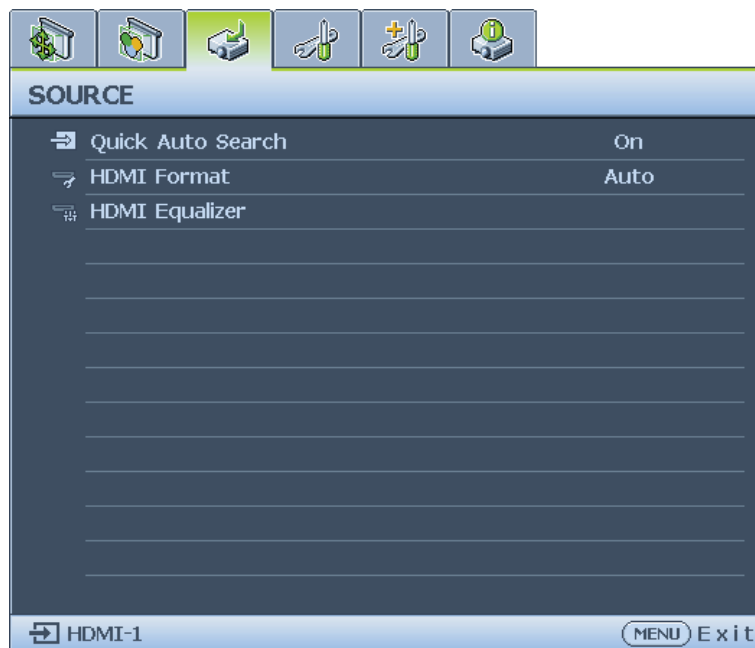 SOURCE
Quick Auto Search On
HDMI Format Auto
HDMI Equalizer
HDMI-1 MENU Exit